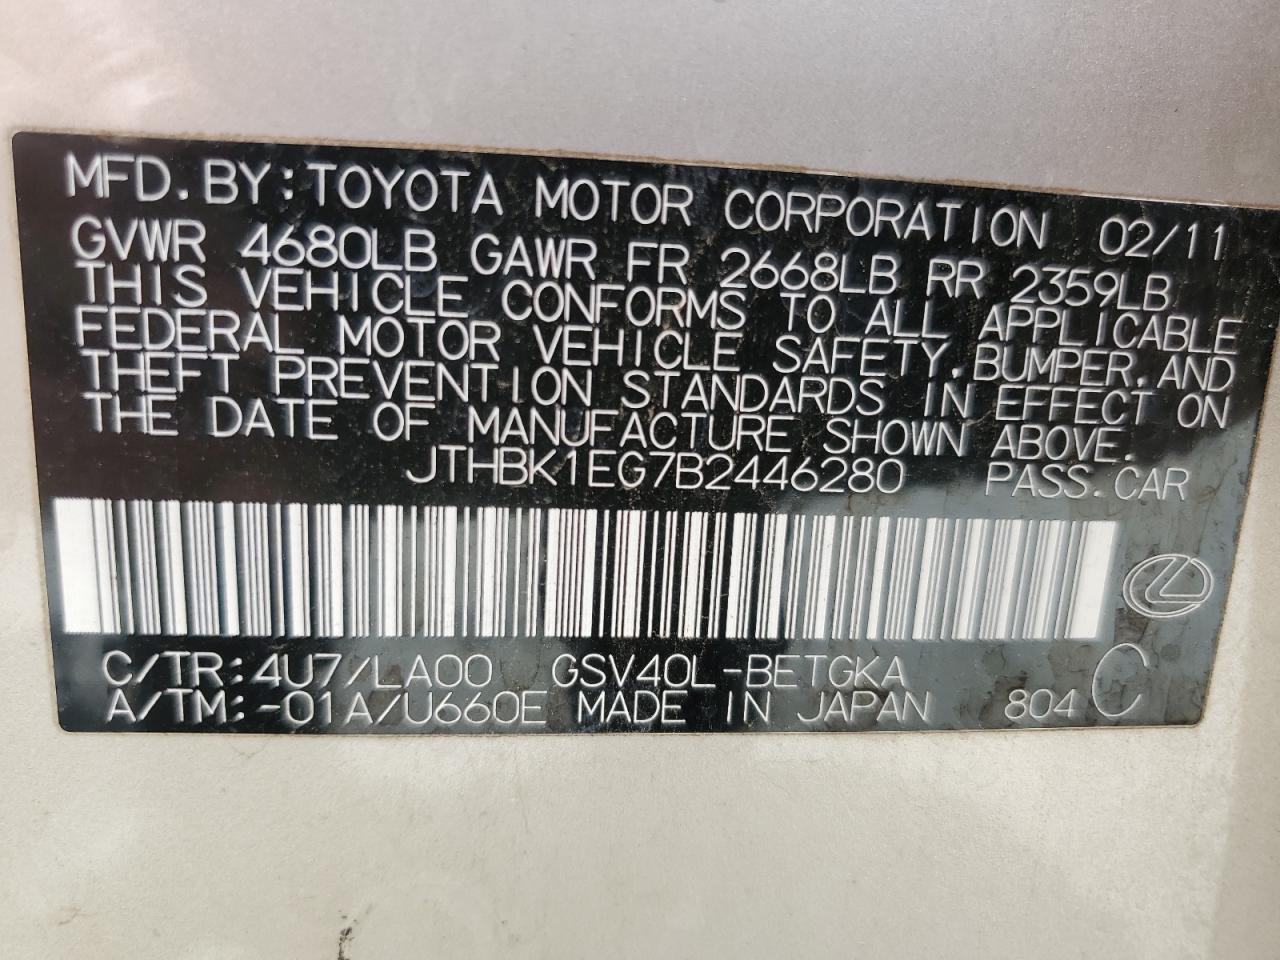 MFD.BY:TOYOTA MOTOR CORPORATION 02/11
GVWR 4680LB GAWR FR 2668LB RR 2359LB
THIS VEHICLE CONFORMS TO ALL APPLICABLE
FEDERAL MOTOR VEHICLE SAFETY,BUMPER,AND
THEFT PREVENTION STANDARDS IN EFFECT ON
THE DATE OF MANUFACTURE SHOWN ABOVE.
JTHBK1EG7B2446280 PASS.CAR
C/TR:4U7/LA00 GSV40L-BETGKA
A/TM:-01A/U660E MADE IN JAPAN 804 C